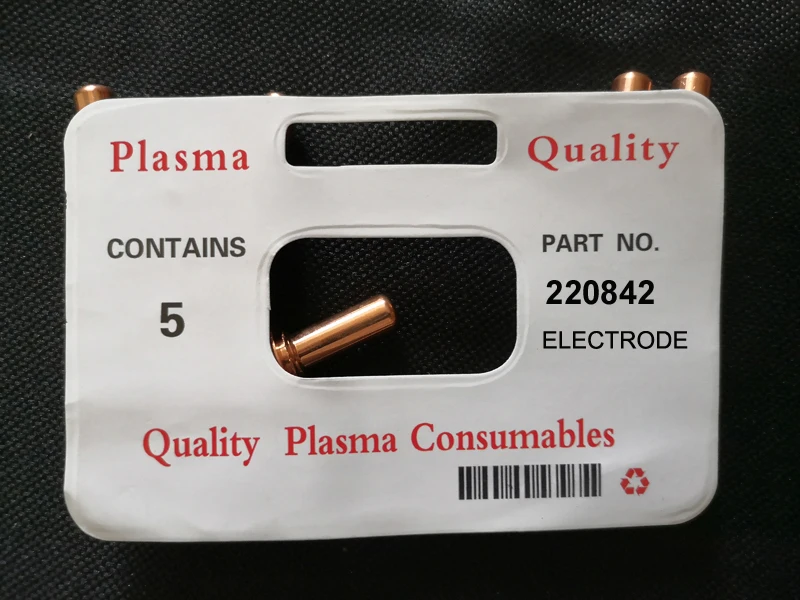 Plasma Quality
CONTAINS
5
PART NO.
220842
ELECTRODE
Quality Plasma Consumables